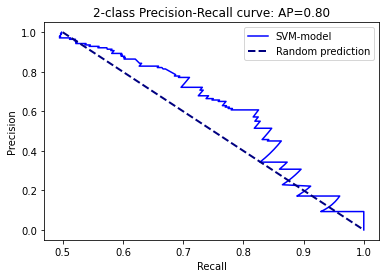 2-class Precision-Recall curve: AP=0.80
SVM-model
Random prediction
Precision
1.0
0.8
0.6
0.4
0.2
0.0
0.5 0.6 0.7 0.8 0.9 1.0
Recall